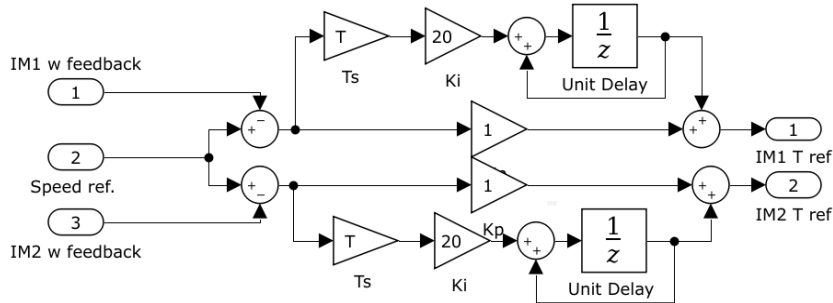 T
20
+
+
1
z
IM1 w feedback
Ts
Ki
Unit Delay
1
−
+
1
+
+
1
IM1 T ref
2
Speed ref.
+
−
1
+
+
2
IM2 T ref
3
IM2 w feedback
T
20
Kp
+
+
1
z
Ts
Ki
Unit Delay